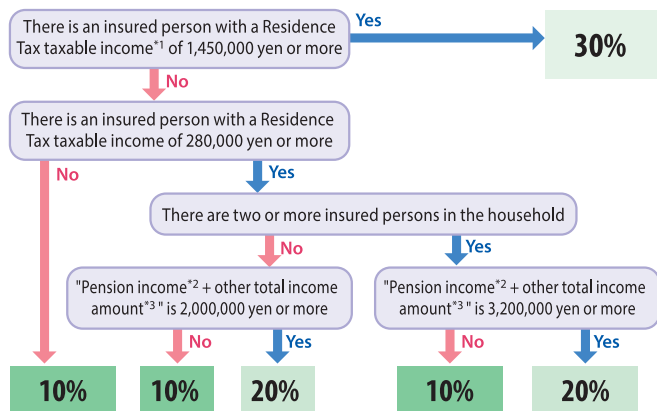 There is an insured person with a Residence
Tax taxable income*1 of 1,450,000 yen or more
Yes
30%
No
There is an insured person with a Residence
Tax taxable income of 280,000 yen or more
No
Yes
There are two or more insured persons in the household
No
Yes
"Pension income*2 + other total income
amount*3 " is 2,000,000 yen or more
"Pension income*2 + other total income
amount*3 " is 3,200,000 yen or more
No
Yes
No
Yes
10%
10%
20%
10%
20%